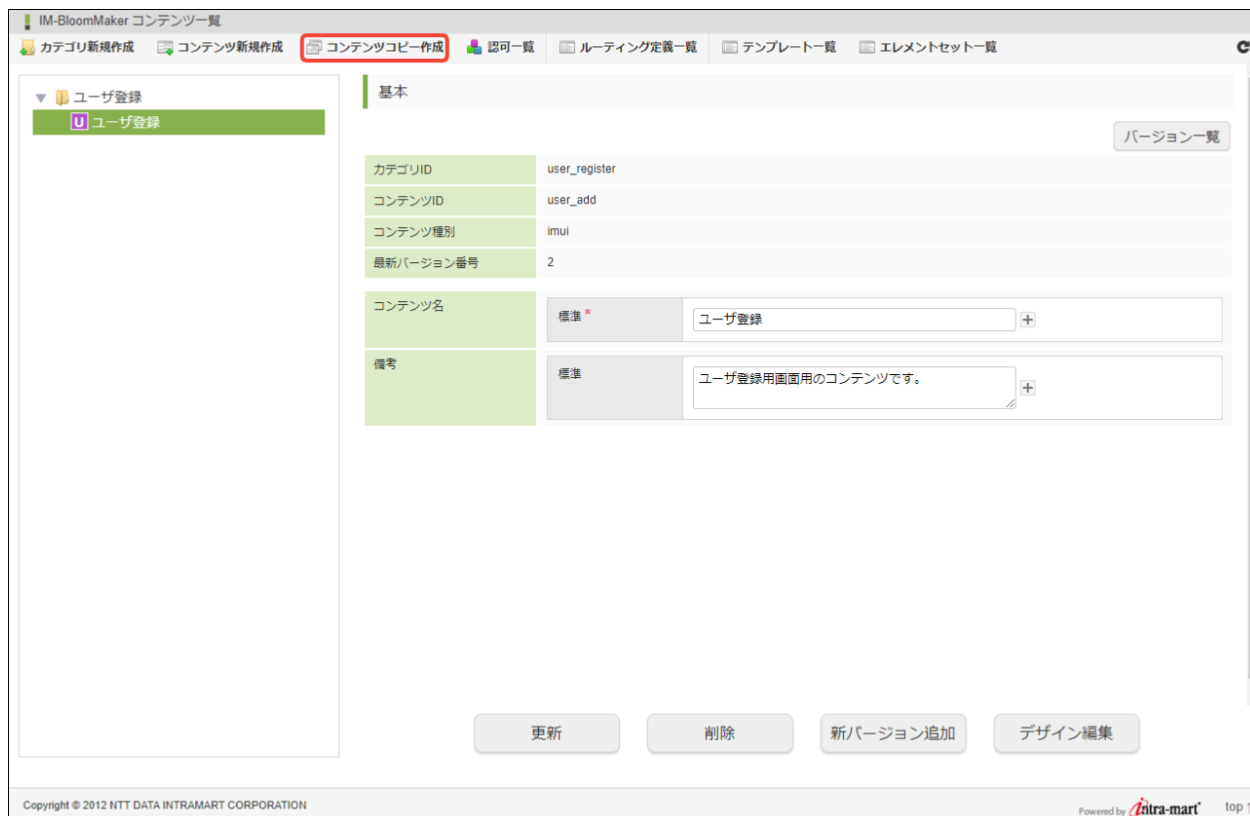 IM-BloomMaker コンテンツ一覧
カテゴリ新規作成 コンテンツ新規作成 コンテンツコピー作成 認可一覧 ルーティング定義一覧 テンプレート一覧 エレメントセット一覧
ユーザ登録
U ユーザ登録
基本
バージョン一覧
カテゴリID user_register
コンテンツID user_add
コンテンツ種別 imui
最新バージョン番号 2
コンテンツ名 標準* ユーザ登録
備考 標準 ユーザ登録用画面用のコンテンツです。
更新 削除 新バージョン追加 デザイン編集
Copyright © 2012 NTT DATA INTRAMART CORPORATION
Powered by intra-mart top